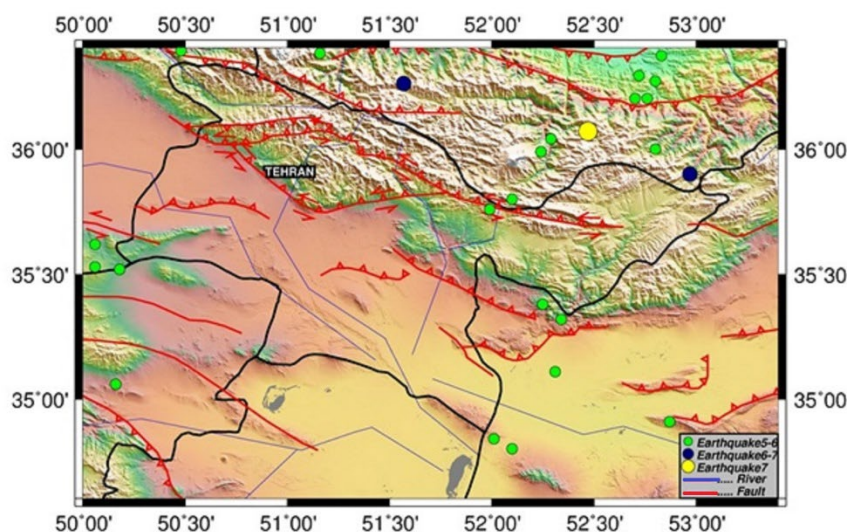 50°00' 50°30' 51°00' 51°30' 52°00' 52°30' 53°00'
36°00' 36°00'
TEHRAN
35°30' 35°30'
35°00' 35°00'
Earthquake5-6
Earthquake6-7
Earthquake7
..... River
..... Fault
50°00' 50°30' 51°00' 51°30' 52°00' 52°30' 53°00'